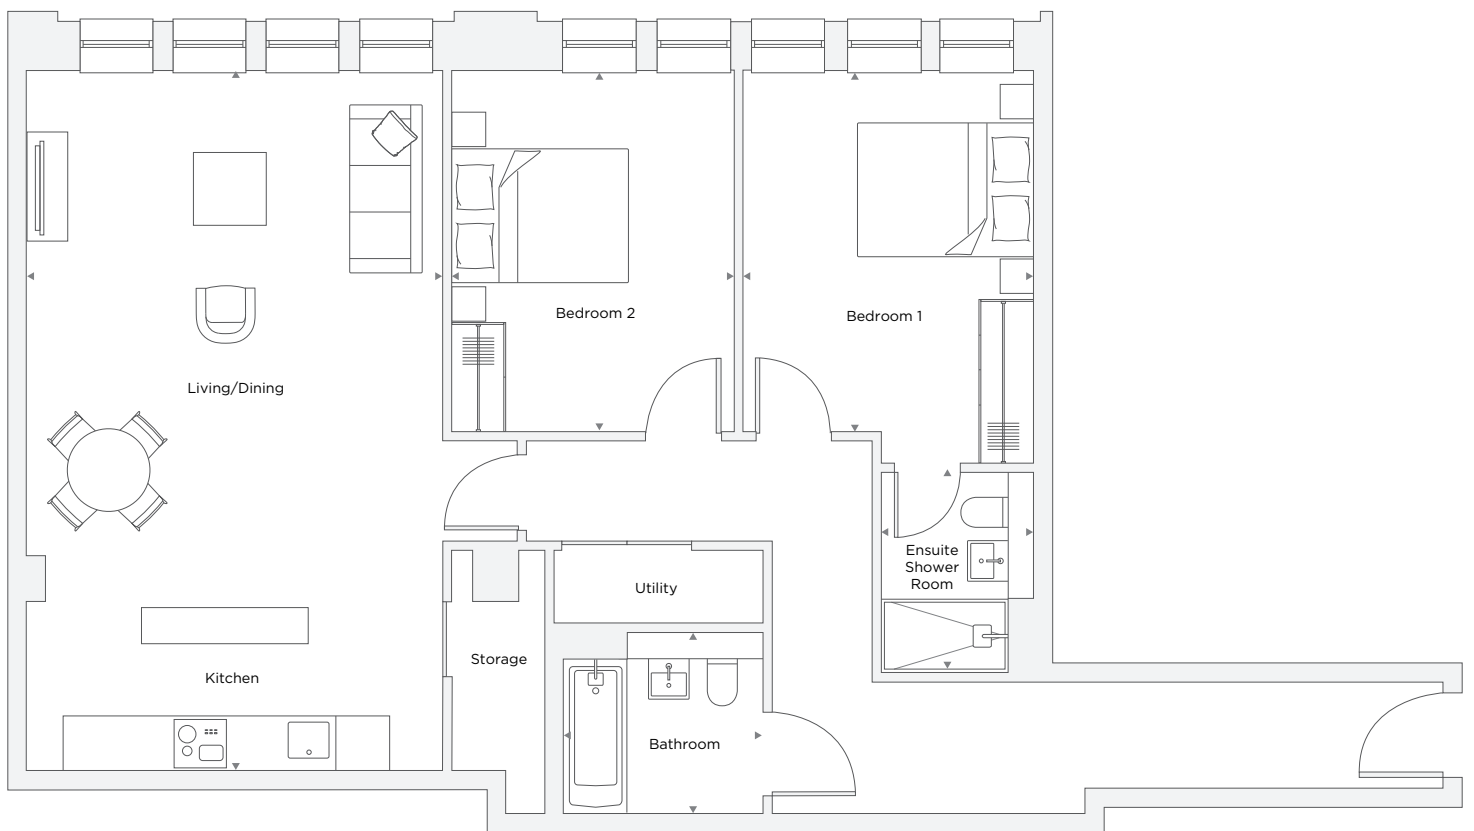 Bedroom 2
Bedroom 1
Living/Dining
Ensuite
Shower
Room
Utility
Storage
Kitchen
Bathroom